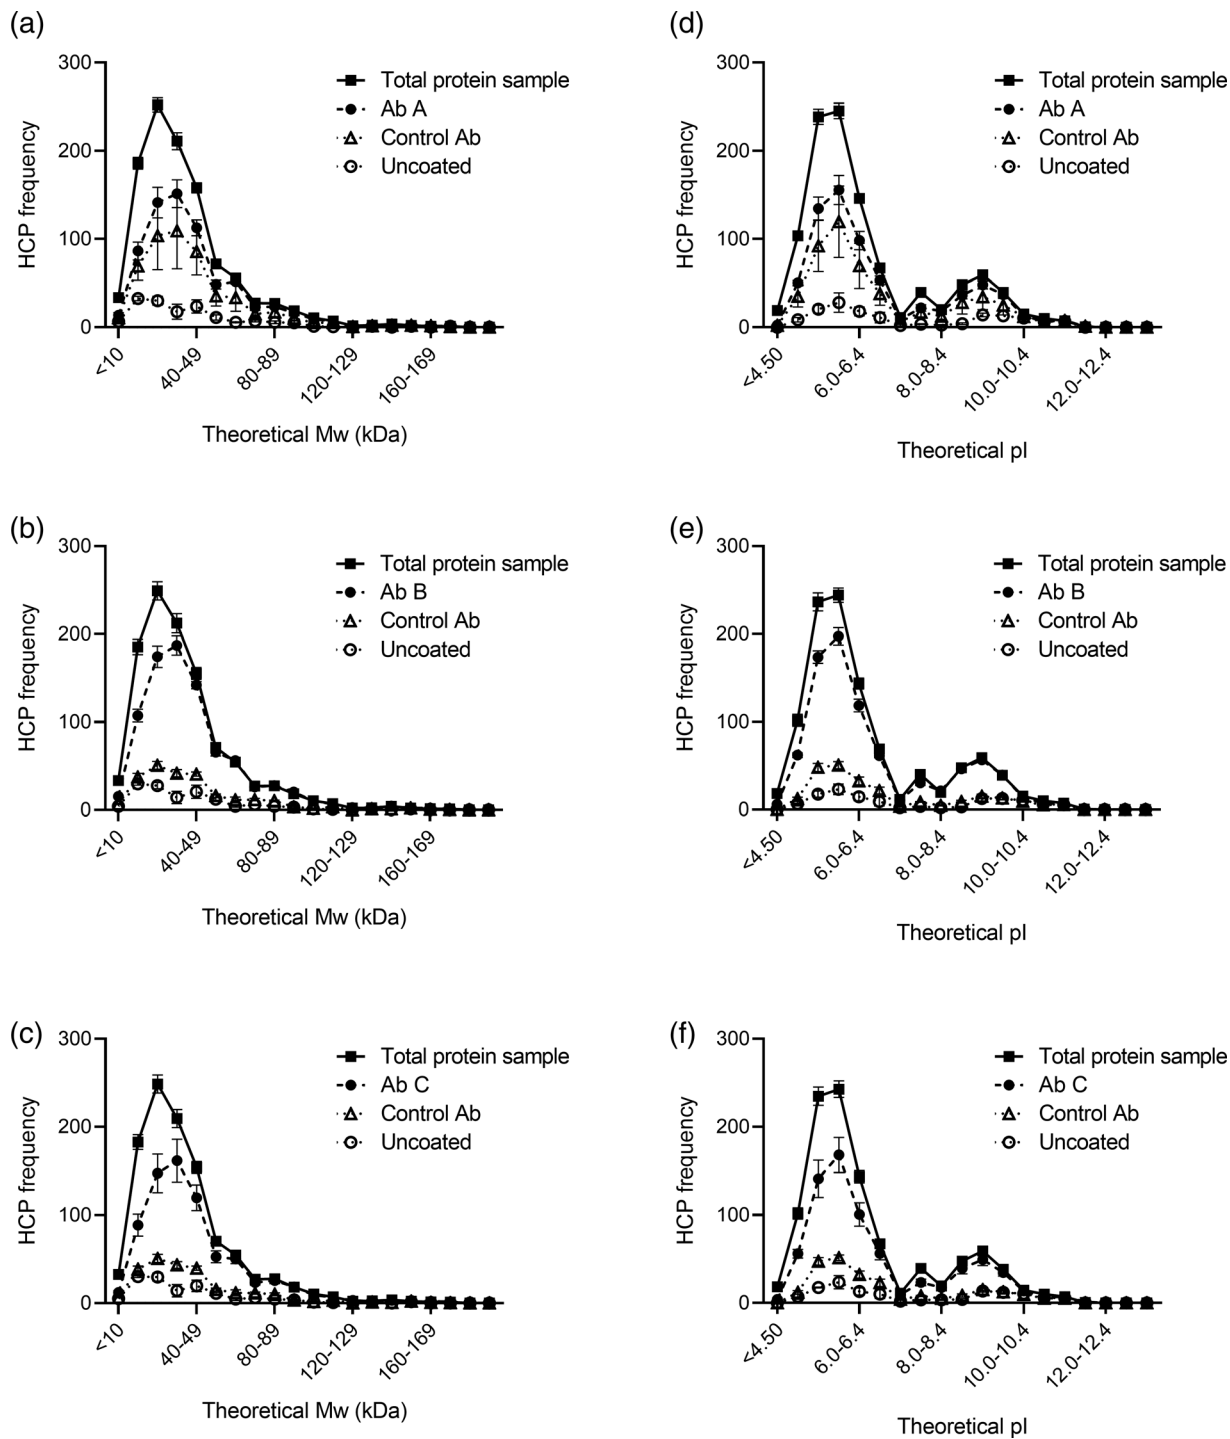 (a)
300
200
100
0
HCP frequency
Total protein sample
Ab A
Control Ab
Uncoated
<10
40-49
80-89
120-129
160-169
Theoretical Mw (kDa)
(d)
300
200
100
0
HCP frequency
Total protein sample
Ab A
Control Ab
Uncoated
<4.50
6.0-6.4
8.0-8.4
10.0-10.4
12.0-12.4
Theoretical pI
(b)
300
200
100
0
HCP frequency
Total protein sample
Ab B
Control Ab
Uncoated
<10
40-49
80-89
120-129
160-169
Theoretical Mw (kDa)
(e)
300
200
100
0
HCP frequency
Total protein sample
Ab B
Control Ab
Uncoated
<4.50
6.0-6.4
8.0-8.4
10.0-10.4
12.0-12.4
Theoretical pI
(c)
300
200
100
0
HCP frequency
Total protein sample
Ab C
Control Ab
Uncoated
<10
40-49
80-89
120-129
160-169
Theoretical Mw (kDa)
(f)
300
200
100
0
HCP frequency
Total protein sample
Ab C
Control Ab
Uncoated
<4.50
6.0-6.4
8.0-8.4
10.0-10.4
12.0-12.4
Theoretical pI